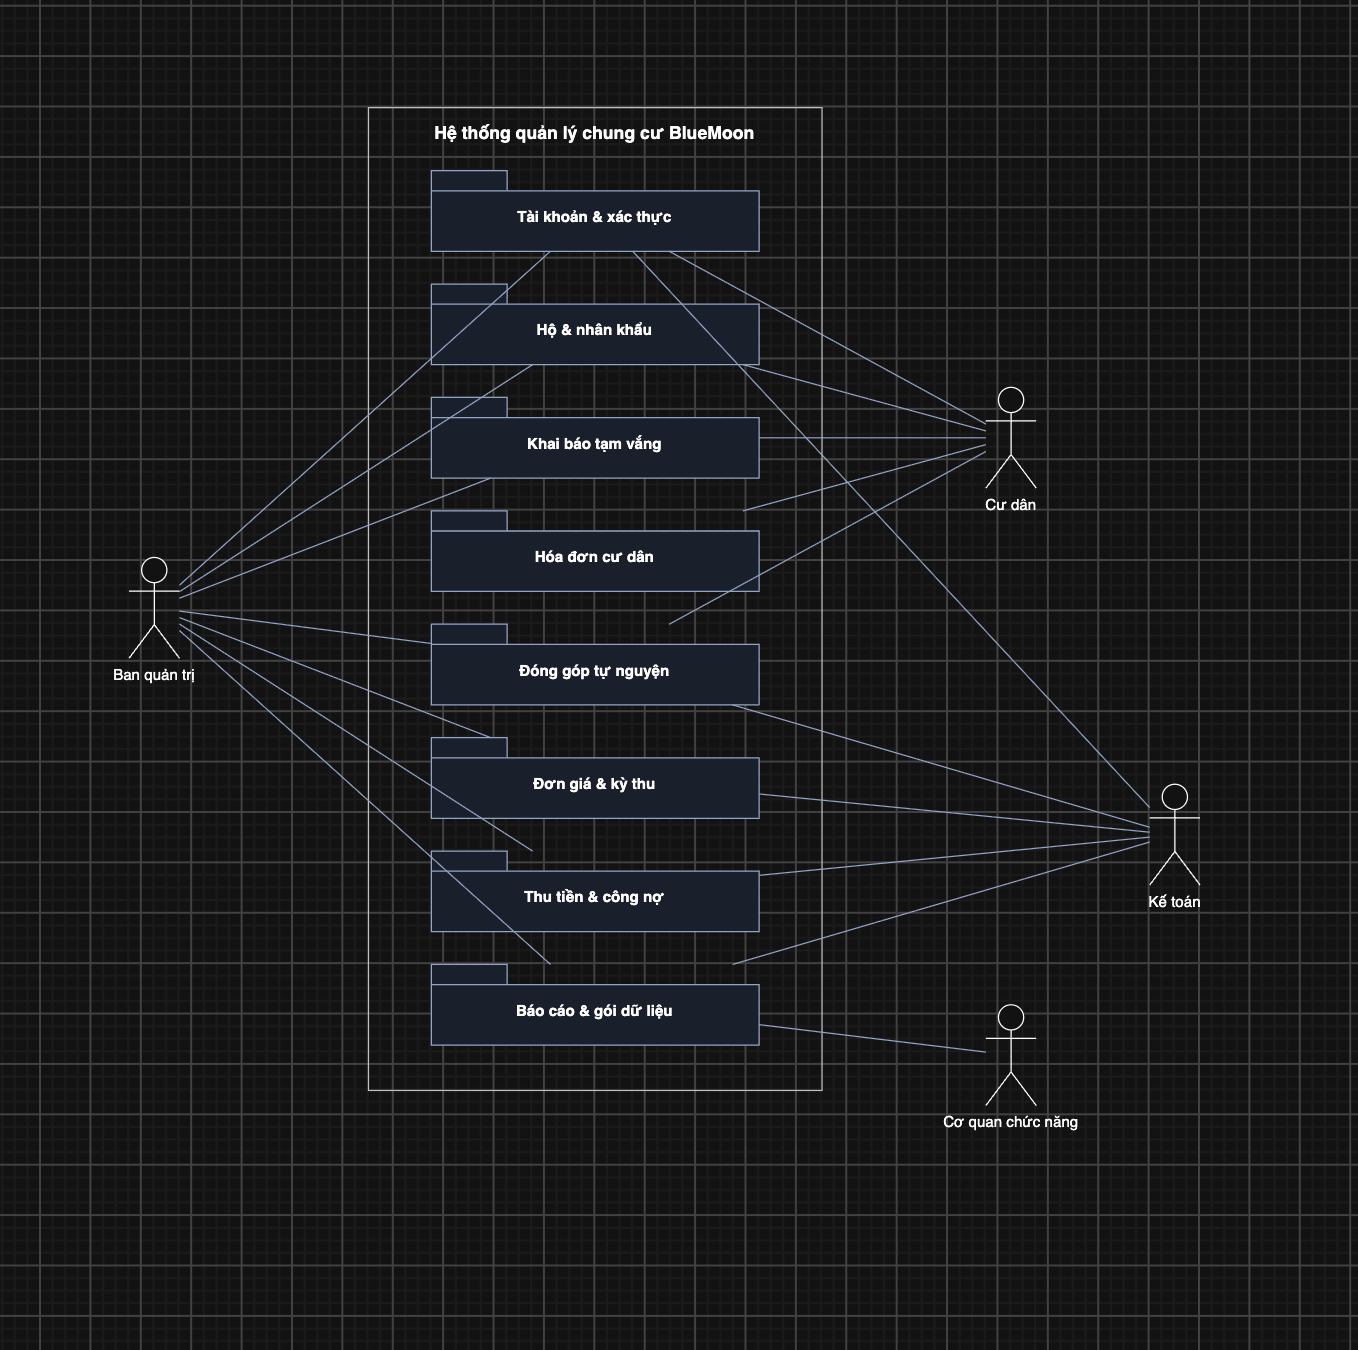 Hệ thống quản lý chung cư BlueMoon
Tài khoản & xác thực
Hộ & nhân khẩu
Khai báo tạm vắng
Cư dân
Hóa đơn cư dân
Ban quản trị
Đóng góp tự nguyện
Đơn giá & kỳ thu
Thu tiền & công nợ
Kế toán
Báo cáo & gói dữ liệu
Cơ quan chức năng